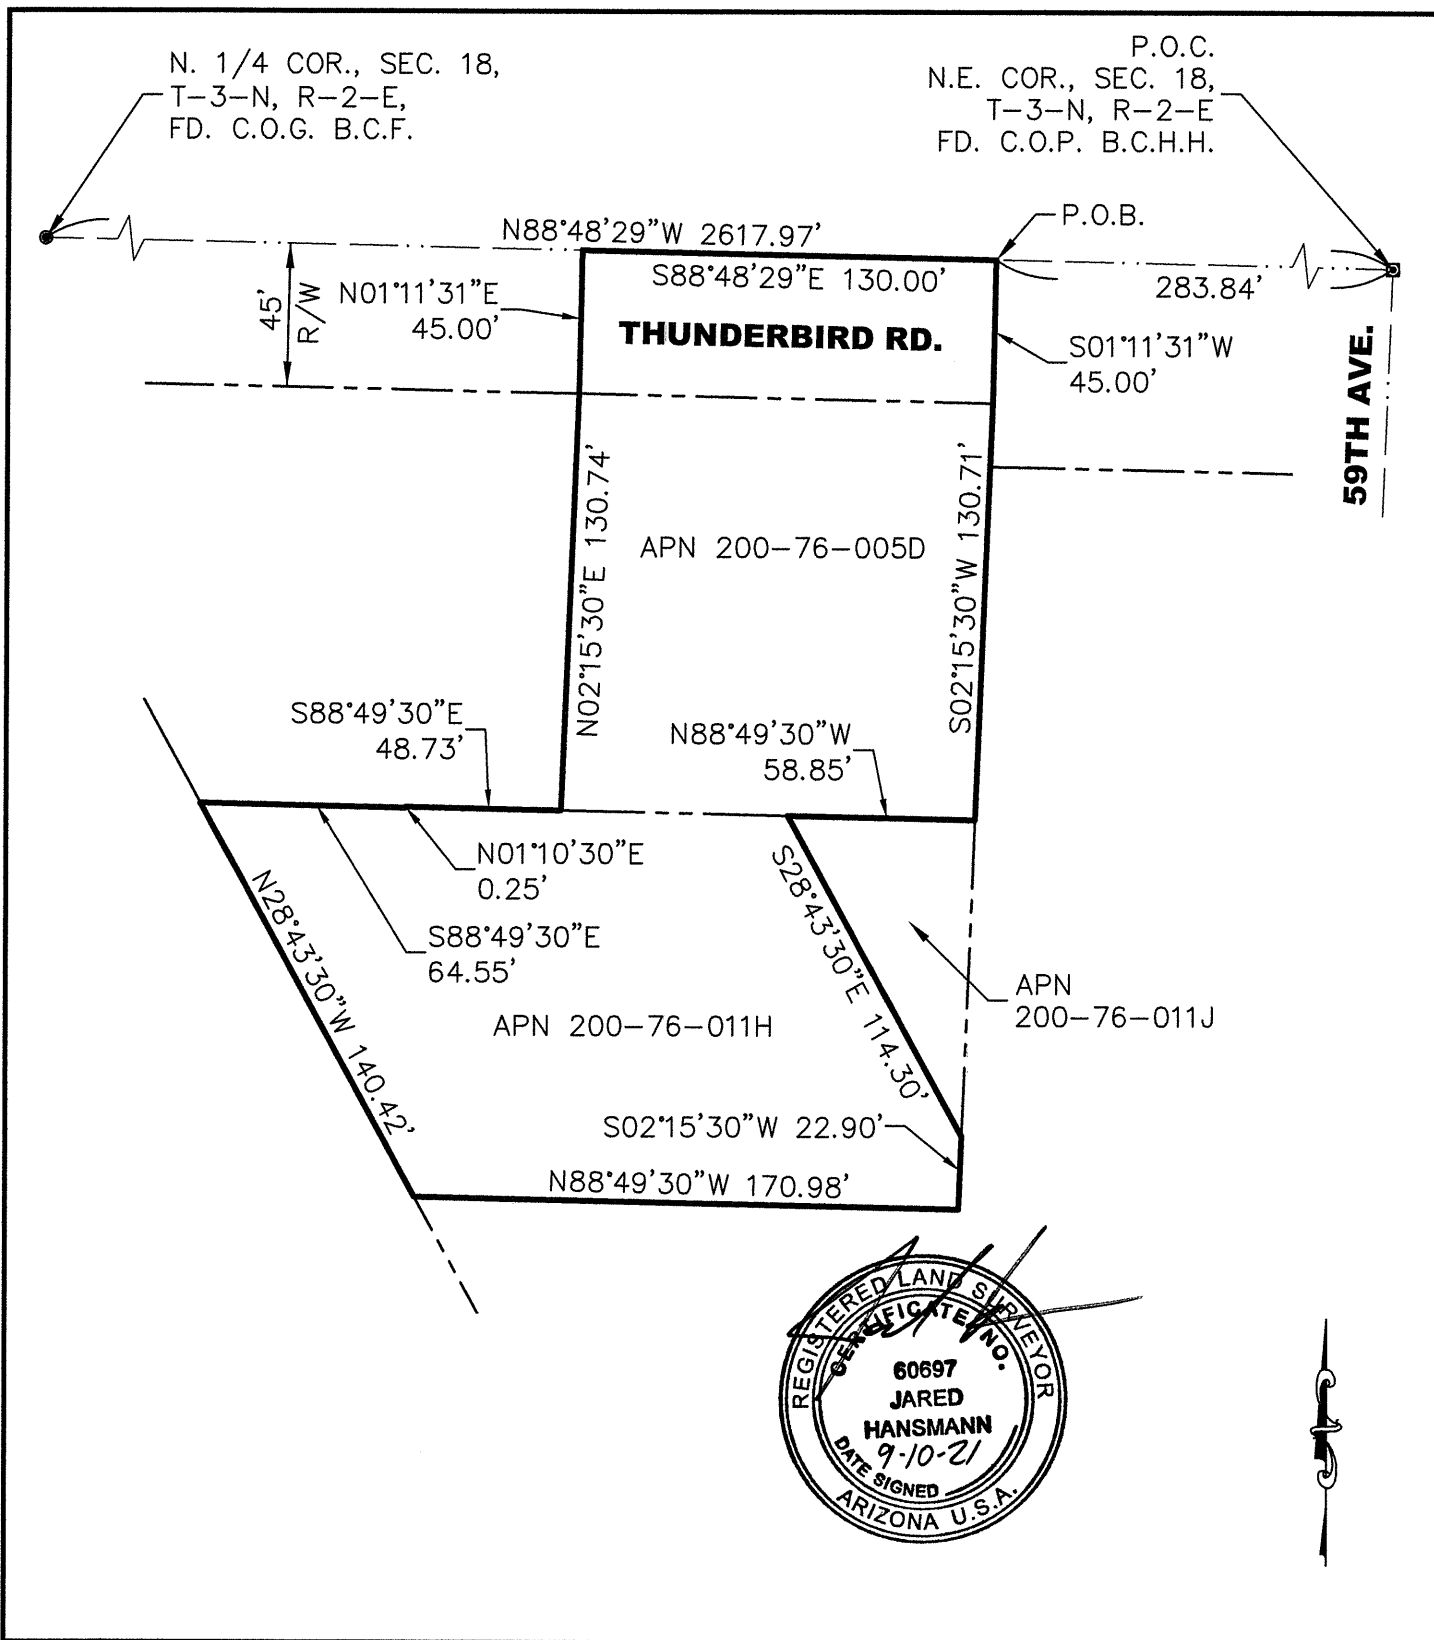 N. 1/4 COR., SEC. 18,
T-3-N, R-2-E,
FD. C.O.G. B.C.F.
P.O.C.
N.E. COR., SEC. 18,
T-3-N, R-2-E
FD. C.O.P. B.C.H.H.
P.O.B.
N88°48'29"W 2617.97'
S88°48'29"E 130.00'
283.84'
45'
R/W
N01°11'31"E
45.00'
THUNDERBIRD RD.
S01°11'31"W
45.00'
59TH AVE.
N02°15'30"E 130.74'
APN 200-76-005D
S02°15'30"W 130.71'
S88°49'30"E
48.73'
N88°49'30"W
58.85'
N01°10'30"E
0.25'
S88°49'30"E
64.55'
N28°43'30"W 140.42'
S28°43'30"E 114.30'
APN 200-76-011H
APN
200-76-011J
S02°15'30"W 22.90'
N88°49'30"W 170.98'
REGISTERED LAND SURVEYOR
CERTIFICATE NO.
60697
JARED
HANSMANN
9-10-21
DATE SIGNED
ARIZONA U.S.A.